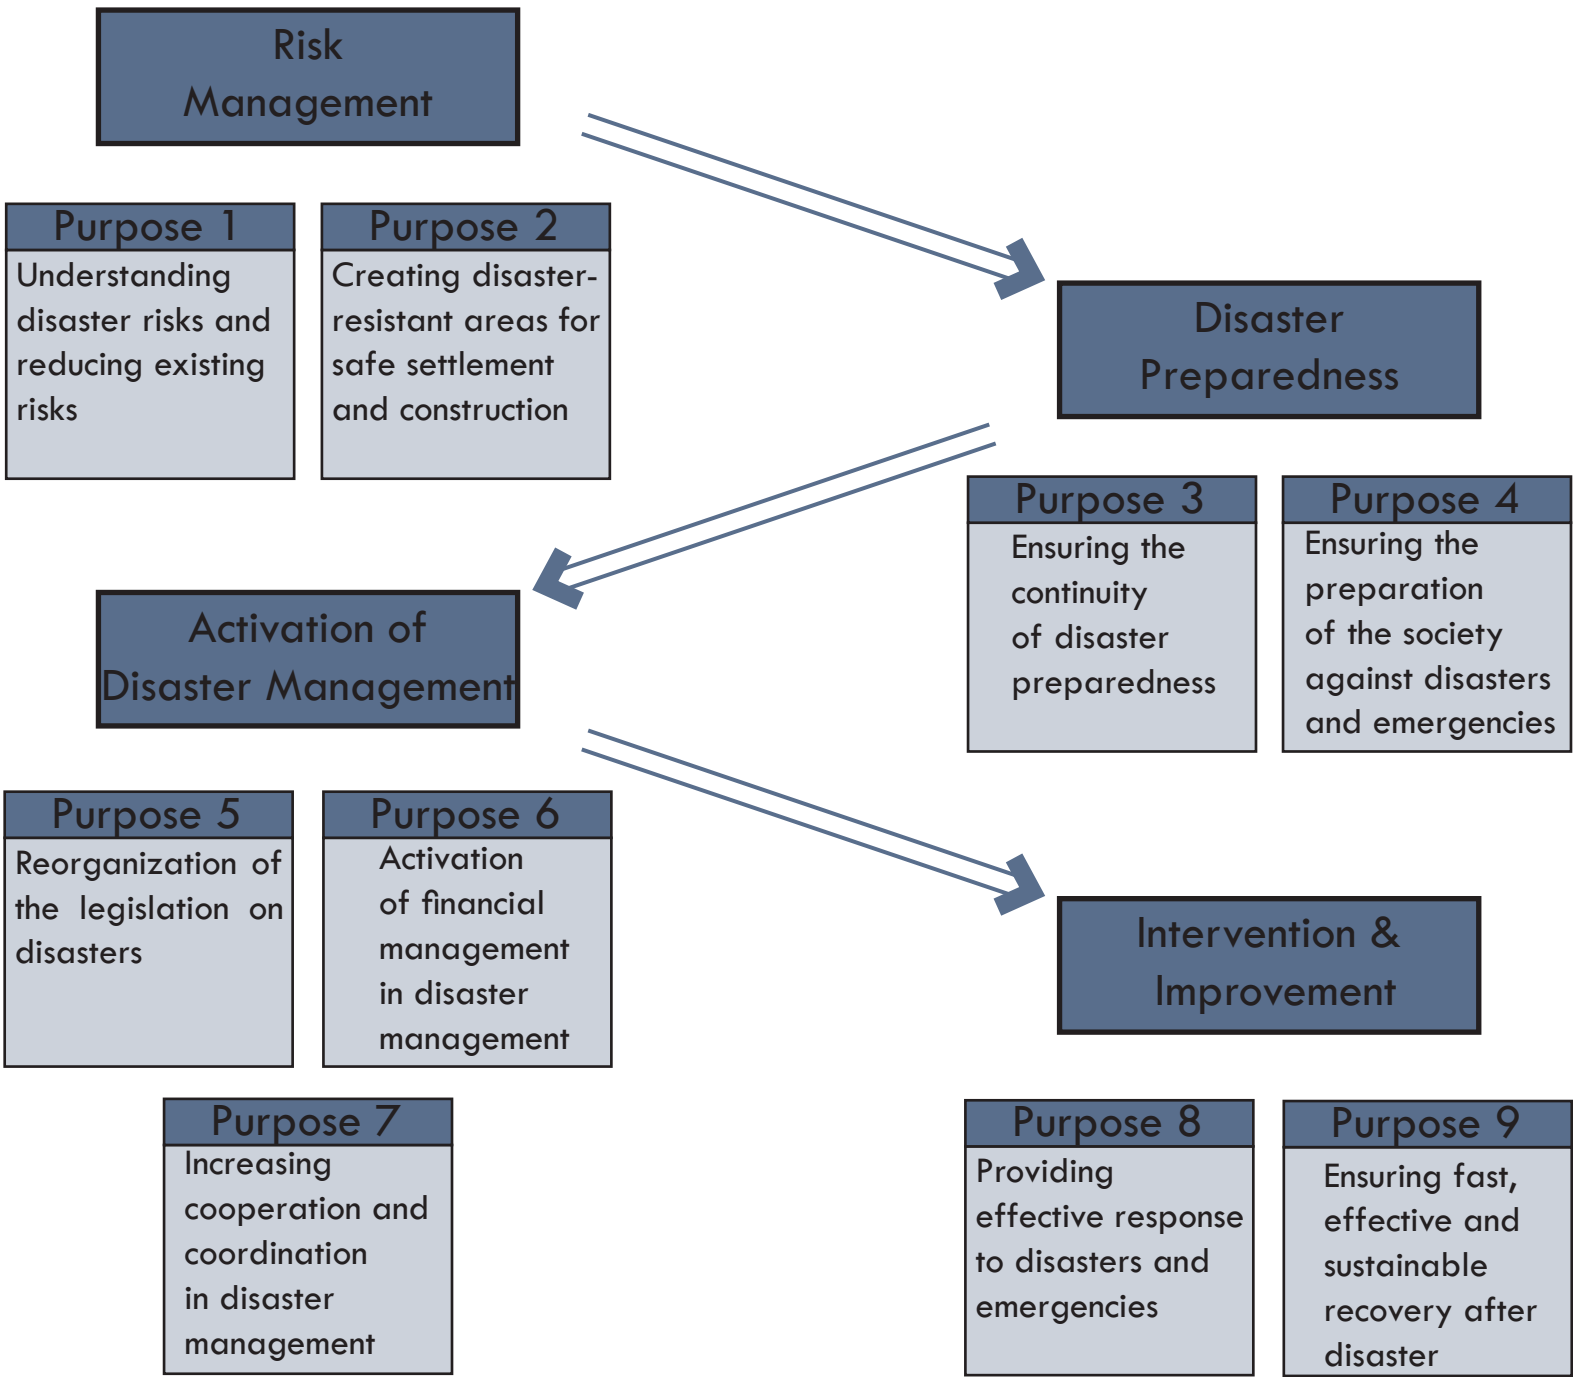 Risk
Management
Purpose 1
Understanding
disaster risks and
reducing existing
risks
Purpose 2
Creating disaster-
resistant areas for
safe settlement
and construction
Disaster
Preparedness
Purpose 3
Ensuring the
continuity
of disaster
preparedness
Purpose 4
Ensuring the
preparation
of the society
against disasters
and emergencies
Activation of
Disaster Management
Purpose 5
Reorganization of
the legislation on
disasters
Purpose 6
Activation
of financial
management
in disaster
management
Purpose 7
Increasing
cooperation and
coordination
in disaster
management
Intervention &
Improvement
Purpose 8
Providing
effective response
to disasters and
emergencies
Purpose 9
Ensuring fast,
effective and
sustainable
recovery after
disaster